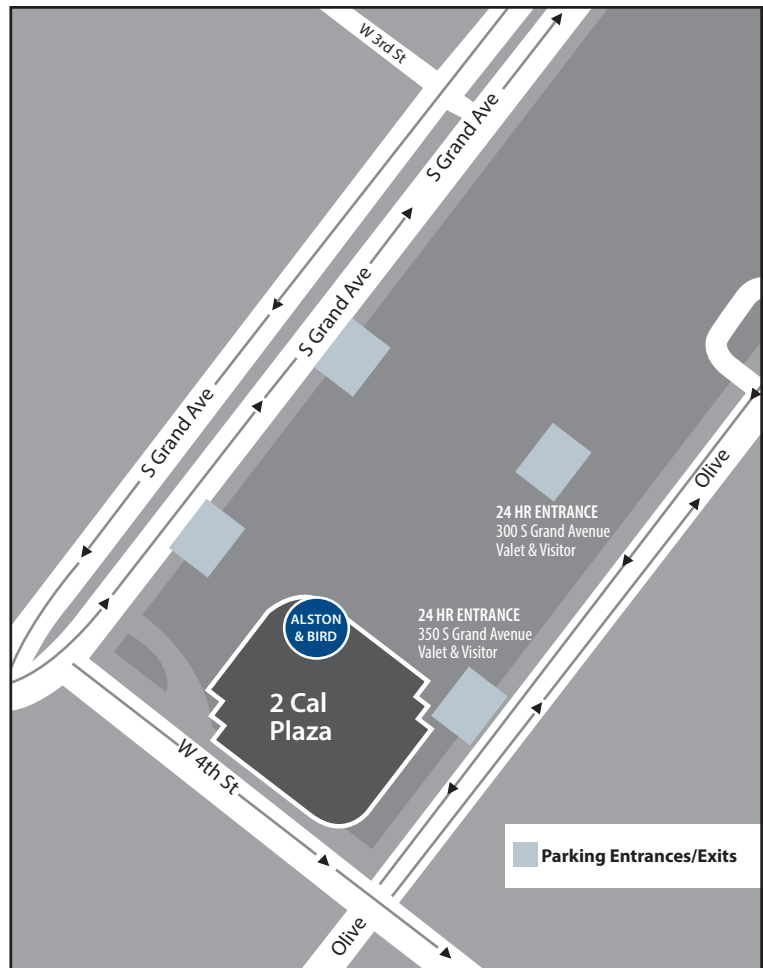 W 3rd St
S Grand Ave
S Grand Ave
S Grand Ave
Olive
24 HR ENTRANCE
300 S Grand Avenue
Valet & Visitor
ALSTON
& BIRD
24 HR ENTRANCE
350 S Grand Avenue
Valet & Visitor
2 Cal
Plaza
W 4th St
Parking Entrances/Exits
Olive